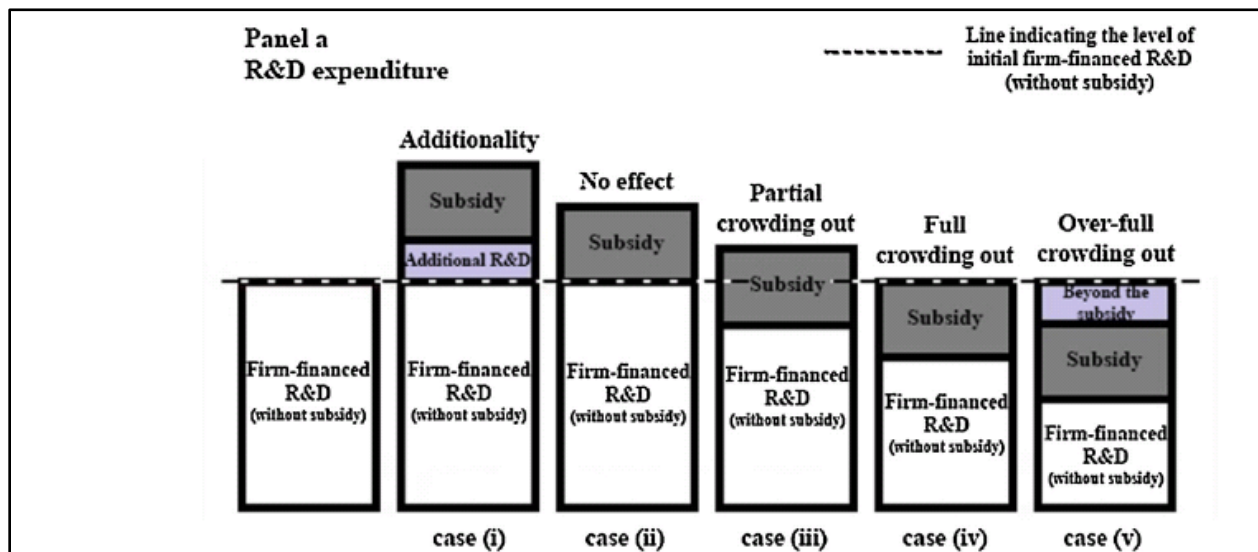 Panel a
R&D expenditure
Line indicating the level of
initial firm-financed R&D
(without subsidy)
Additionality
Subsidy
Additional R&D
Firm-financed
R&D
(without subsidy)
No effect
Subsidy
Firm-financed
R&D
(without subsidy)
Partial
crowding out
Subsidy
Firm-financed
R&D
(without subsidy)
Full
crowding out
Subsidy
Firm-financed
R&D
(without subsidy)
Over-full
crowding out
Beyond the
subsidy
Subsidy
Firm-financed
R&D
(without subsidy)
Firm-financed
R&D
(without subsidy)
case (i)
case (ii)
case (iii)
case (iv)
case (v)